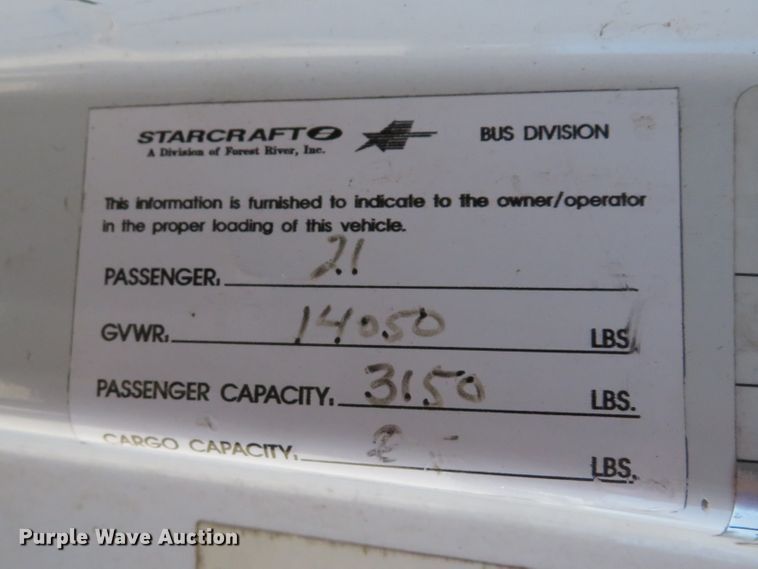 STARCRAFT BUS DIVISION
A Division of Forest River, Inc.
This information is furnished to indicate to the owner/operator
in the proper loading of this vehicle.
PASSENGER: 21
GVWR: 14050 LBS.
PASSENGER CAPACITY: 3150 LBS.
CARGO CAPACITY: LBS.
Purple Wave Auction